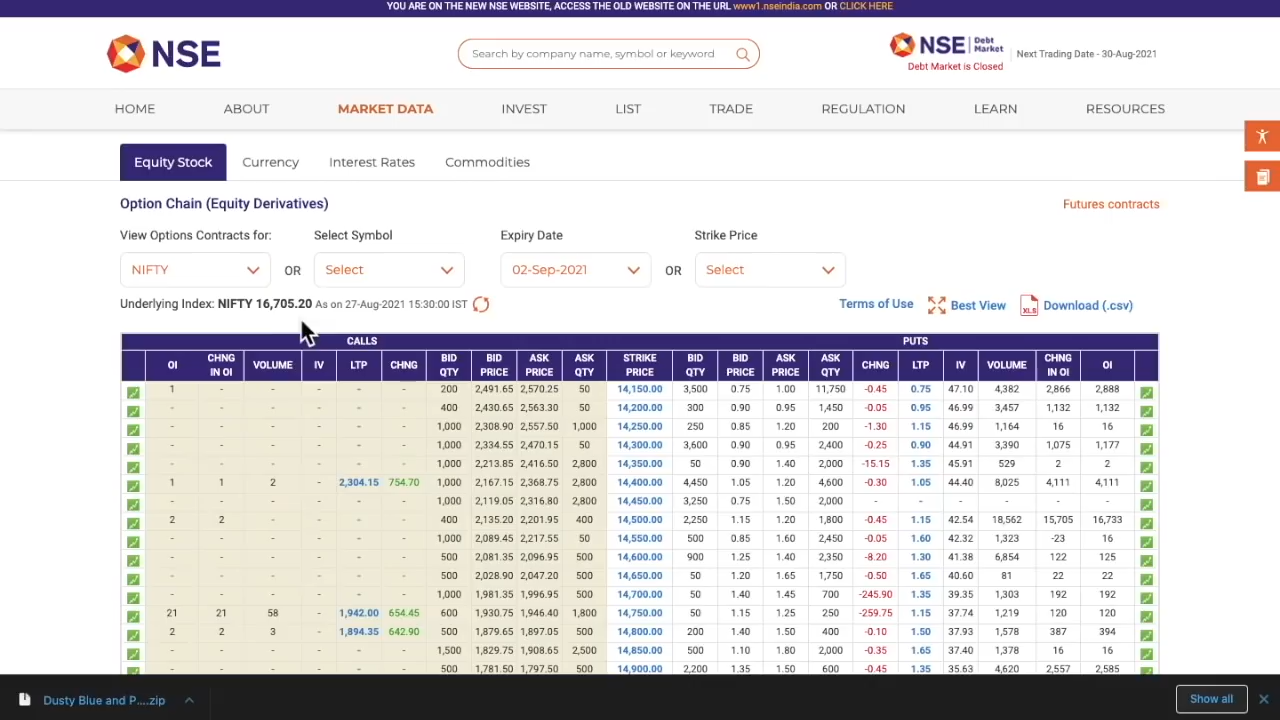 YOU ARE ON THE NEW NSE WEBSITE, ACCESS THE OLD WEBSITE ON THE URL www1.nseindia.com OR CLICK HERE
NSE
Search by company name, symbol or keyword
NSE Debt Market
Debt Market is Closed
Next Trading Date - 30-Aug-2021
HOME ABOUT MARKET DATA INVEST LIST TRADE REGULATION LEARN RESOURCES
Equity Stock Currency Interest Rates Commodities
Option Chain (Equity Derivatives) Futures contracts
View Options Contracts for: Select Symbol Expiry Date Strike Price
NIFTY OR Select 02-Sep-2021 OR Select
Underlying Index: NIFTY 16,705.20 As on 27-Aug-2021 15:30:00 IST Terms of Use Best View XLS Download (.csv)
CALLS PUTS
OI CHNG IN OI VOLUME IV LTP CHNG BID QTY BID PRICE ASK PRICE ASK QTY STRIKE PRICE BID QTY BID PRICE ASK PRICE ASK QTY CHNG LTP IV VOLUME CHNG IN OI OI
1 - - - - - 200 2,491.65 2,570.25 50 14,150.00 3,500 0.75 1.00 11,750 -0.45 0.75 47.10 4,382 2,866 2,888
- - - - - - 400 2,430.65 2,563.30 50 14,200.00 300 0.90 0.95 1,450 -0.05 0.95 46.99 3,457 1,132 1,132
- - - - - - 1,000 2,308.90 2,557.50 1,000 14,250.00 250 0.85 1.20 200 -1.30 1.15 46.99 1,164 16 16
- - - - - - 1,000 2,334.55 2,470.15 50 14,300.00 3,600 0.90 0.95 2,400 -0.25 0.90 44.91 3,390 1,075 1,177
- - - - - - 1,000 2,213.85 2,416.50 2,800 14,350.00 50 0.90 1.40 2,000 -15.15 1.35 45.91 529 2 2
1 1 2 - 2,304.15 754.70 1,000 2,167.15 2,368.75 2,800 14,400.00 4,450 1.05 1.20 4,600 -0.30 1.05 44.40 8,025 4,111 4,111
- - - - - - 1,000 2,119.05 2,316.80 2,800 14,450.00 3,250 0.75 1.50 2,000 - - - - - -
2 2 - - - - 400 2,135.20 2,201.95 400 14,500.00 2,250 1.15 1.20 1,800 -0.45 1.15 42.54 18,562 15,705 16,733
- - - - - - 1,000 2,089.45 2,217.55 50 14,550.00 500 0.85 1.60 2,450 -0.05 1.60 42.32 1,323 -23 16
- - - - - - 500 2,081.35 2,096.95 500 14,600.00 900 1.25 1.40 2,350 -8.20 1.30 41.38 6,854 122 125
- - - - - - 500 2,028.90 2,047.20 500 14,650.00 50 1.20 1.65 1,750 -0.50 1.65 40.60 81 22 22
- - - - - - 1,000 1,981.35 1,996.95 500 14,700.00 50 1.40 1.45 700 -245.90 1.35 39.35 1,303 192 192
21 21 58 - 1,942.00 654.45 600 1,930.75 1,946.40 1,800 14,750.00 50 1.15 1.25 250 -259.75 1.15 37.74 1,219 120 120
2 2 3 - 1,894.35 642.90 500 1,879.65 1,897.05 500 14,800.00 200 1.40 1.50 400 -0.10 1.50 37.93 1,578 387 394
- - - - - - 1,500 1,829.75 1,908.65 2,500 14,850.00 500 1.10 1.80 2,000 -0.35 1.65 37.40 1,378 16 16
- - - - - - 500 1,781.50 1,797.50 500 14,900.00 2,200 1.35 1.50 600 -0.45 1.35 35.63 4,620 2,557 2,585
Dusty Blue and P....zip Show all